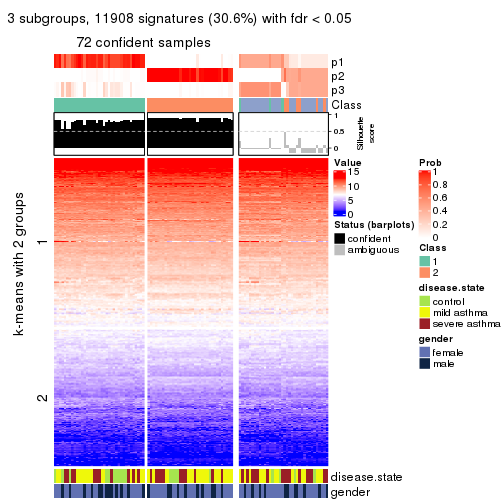 3 subgroups, 11908 signatures (30.6%) with fdr < 0.05
72 confident samples
p1
p2
p3
Class
1
0.5
0
Silhouette
score
k-means with 2 groups
1
2
Value
15
10
5
0
Status (barplots)
confident
ambiguous
Prob
1
0.8
0.6
0.4
0.2
0
Class
1
2
disease.state
control
mild asthma
severe asthma
gender
female
male
disease.state
gender